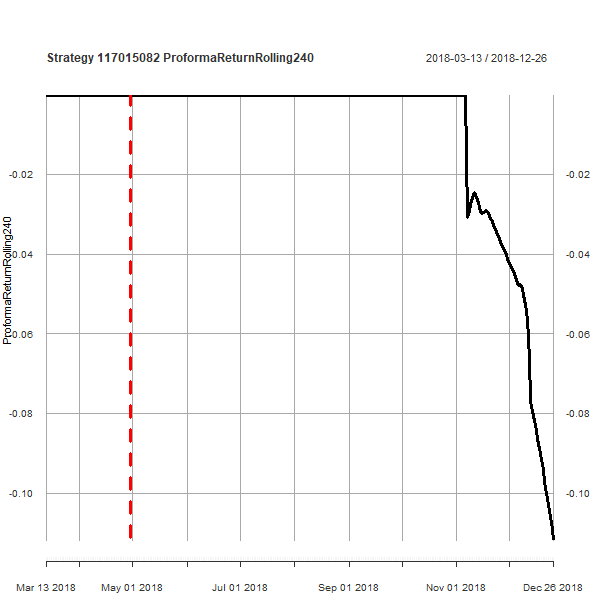 Strategy 117015082 ProformaReturnRolling240
2018-03-13 / 2018-12-26
ProformaReturnRolling240
-0.02
-0.02
-0.04
-0.04
-0.06
-0.06
-0.08
-0.08
-0.10
-0.10
Mar 13 2018
May 01 2018
Jul 01 2018
Sep 01 2018
Nov 01 2018
Dec 26 2018